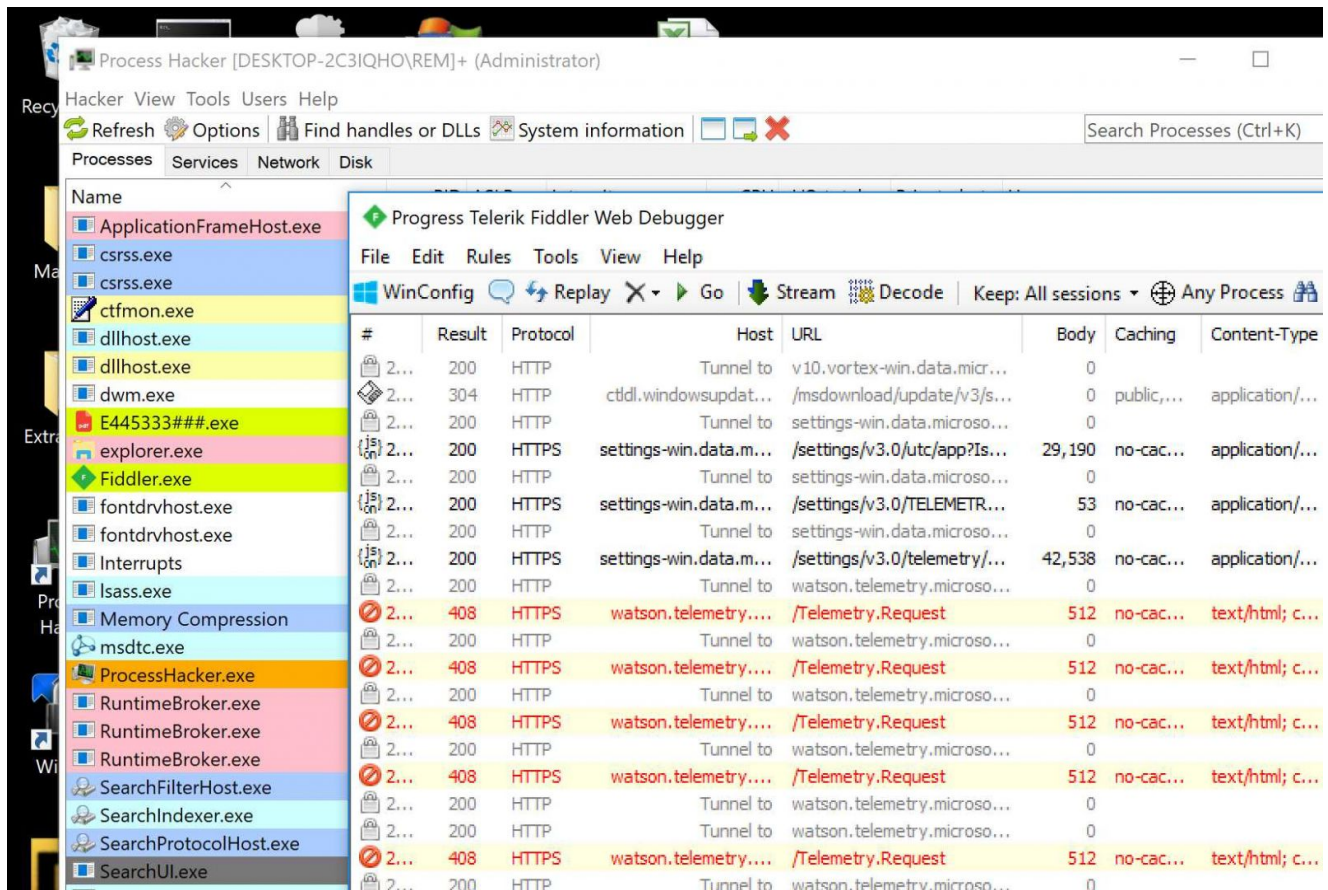 Process Hacker [DESKTOP-2C3IQHO\REM]+ (Administrator)
Recy
Hacker View Tools Users Help
Refresh Options Find handles or DLLs System information Search Processes (Ctrl+K)
Processes Services Network Disk
Name
Progress Telerik Fiddler Web Debugger
ApplicationFrameHost.exe
csrss.exe
csrss.exe
ctfmon.exe
dllhost.exe
dllhost.exe
dwm.exe
E445333###.exe
explorer.exe
Fiddler.exe
fontdrvhost.exe
fontdrvhost.exe
Interrupts
lsass.exe
Memory Compression
msdtc.exe
ProcessHacker.exe
RuntimeBroker.exe
RuntimeBroker.exe
RuntimeBroker.exe
SearchFilterHost.exe
SearchIndexer.exe
SearchProtocolHost.exe
SearchUI.exe
Ma
Extra
Pro
Ha
Wi
File Edit Rules Tools View Help
WinConfig Replay Go Stream Decode Keep: All sessions Any Process
# Result Protocol Host URL Body Caching Content-Type
2... 200 HTTP Tunnel to v10.vortex-win.data.micr... 0
2... 304 HTTP ctldl.windowsupdat... /msdownload/update/v3/s... 0 public,... application/...
2... 200 HTTP Tunnel to settings-win.data.microso... 0
2... 200 HTTPS settings-win.data.m... /settings/v3.0/utc/app?Is... 29,190 no-cac... application/...
2... 200 HTTP Tunnel to settings-win.data.microso... 0
2... 200 HTTPS settings-win.data.m... /settings/v3.0/TELEMETR... 53 no-cac... application/...
2... 200 HTTP Tunnel to settings-win.data.microso... 0
2... 200 HTTPS settings-win.data.m... /settings/v3.0/telemetry/... 42,538 no-cac... application/...
2... 200 HTTP Tunnel to watson.telemetry.microso... 0
2... 408 HTTPS watson.telemetry.... /Telemetry.Request 512 no-cac... text/html; c...
2... 200 HTTP Tunnel to watson.telemetry.microso... 0
2... 408 HTTPS watson.telemetry.... /Telemetry.Request 512 no-cac... text/html; c...
2... 200 HTTP Tunnel to watson.telemetry.microso... 0
2... 408 HTTPS watson.telemetry.... /Telemetry.Request 512 no-cac... text/html; c...
2... 200 HTTP Tunnel to watson.telemetry.microso... 0
2... 408 HTTPS watson.telemetry.... /Telemetry.Request 512 no-cac... text/html; c...
2... 200 HTTP Tunnel to watson.telemetry.microso... 0
2... 200 HTTP Tunnel to watson.telemetry.microso... 0
2... 408 HTTPS watson.telemetry.... /Telemetry.Request 512 no-cac... text/html; c...
2... 200 HTTP Tunnel to watson.telemetry.microso... 0